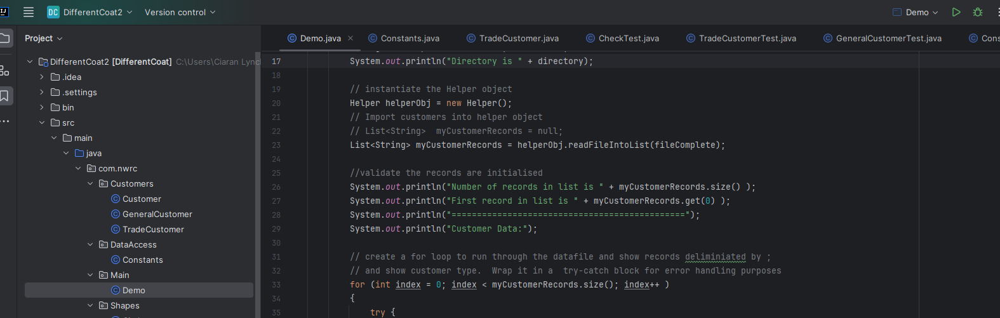 IJ
DC DifferentCoat2 Version control Demo
Project
Demo.java Constants.java TradeCustomer.java CheckTest.java TradeCustomerTest.java GeneralCustomerTest.java Cons
DifferentCoat2 [DifferentCoat] C:\Users\Ciaran Lync
.idea
.settings
bin
src
main
java
com.nwrc
Customers
Customer
GeneralCustomer
TradeCustomer
DataAccess
Constants
Main
Demo
Shapes
17 System.out.println("Directory is " + directory);
18
19 // instantiate the Helper object
20 Helper helperObj = new Helper();
21 // Import customers into helper object
22 // List<String>  myCustomerRecords = null;
23 List<String> myCustomerRecords = helperObj.readFileIntoList(fileComplete);
24
25 //validate the records are initialised
26 System.out.println("Number of records in list is " + myCustomerRecords.size() );
27 System.out.println("First record in list is " + myCustomerRecords.get(0) );
28 System.out.println("==============================================");
29 System.out.println("Customer Data:");
30
31 // create a for loop to run through the datafile and show records deliminiated by ;
32 // and show customer type.  Wrap it in a  try-catch block for error handling purposes
33 for (int index = 0; index < myCustomerRecords.size(); index++ )
34 {
35 try {